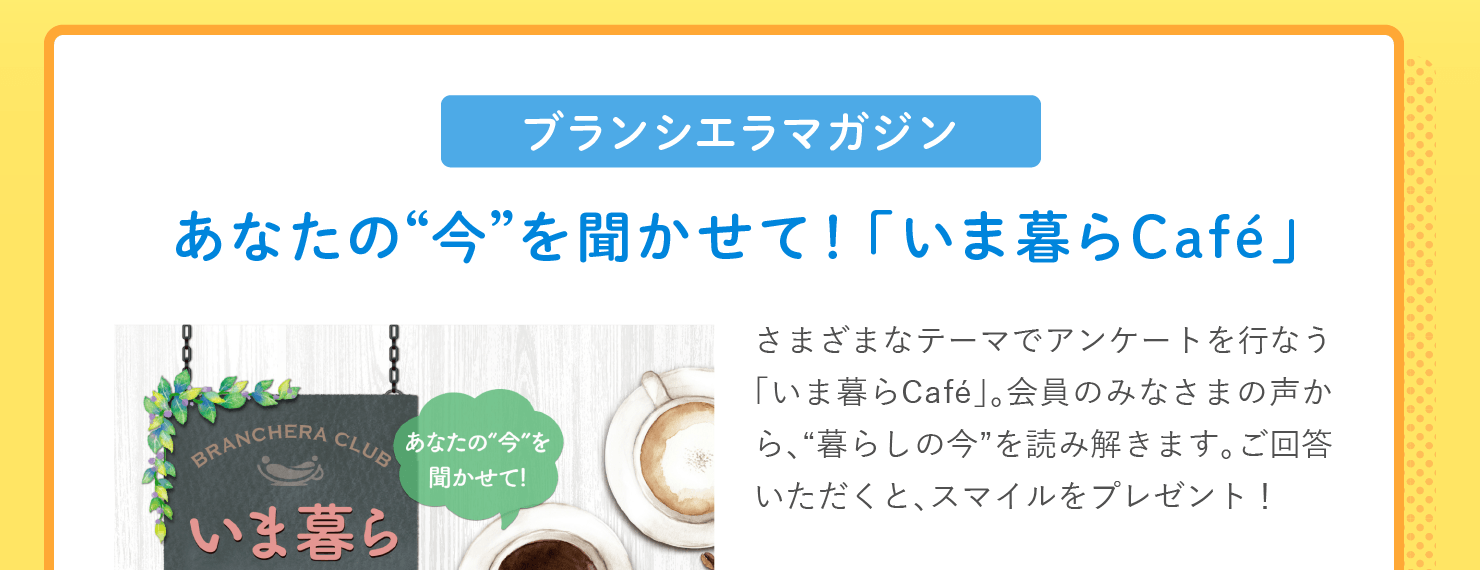 ブランシエラマガジン
あなたの“今”を聞かせて！「いま暮らCafé」
さまざまなテーマでアンケートを行なう
「いま暮らCafé」。会員のみなさまの声か
ら、“暮らしの今”を読み解きます。ご回答
いただくと、スマイルをプレゼント！
BRANCHERA CLUB
あなたの“今”を
聞かせて!
いま暮ら